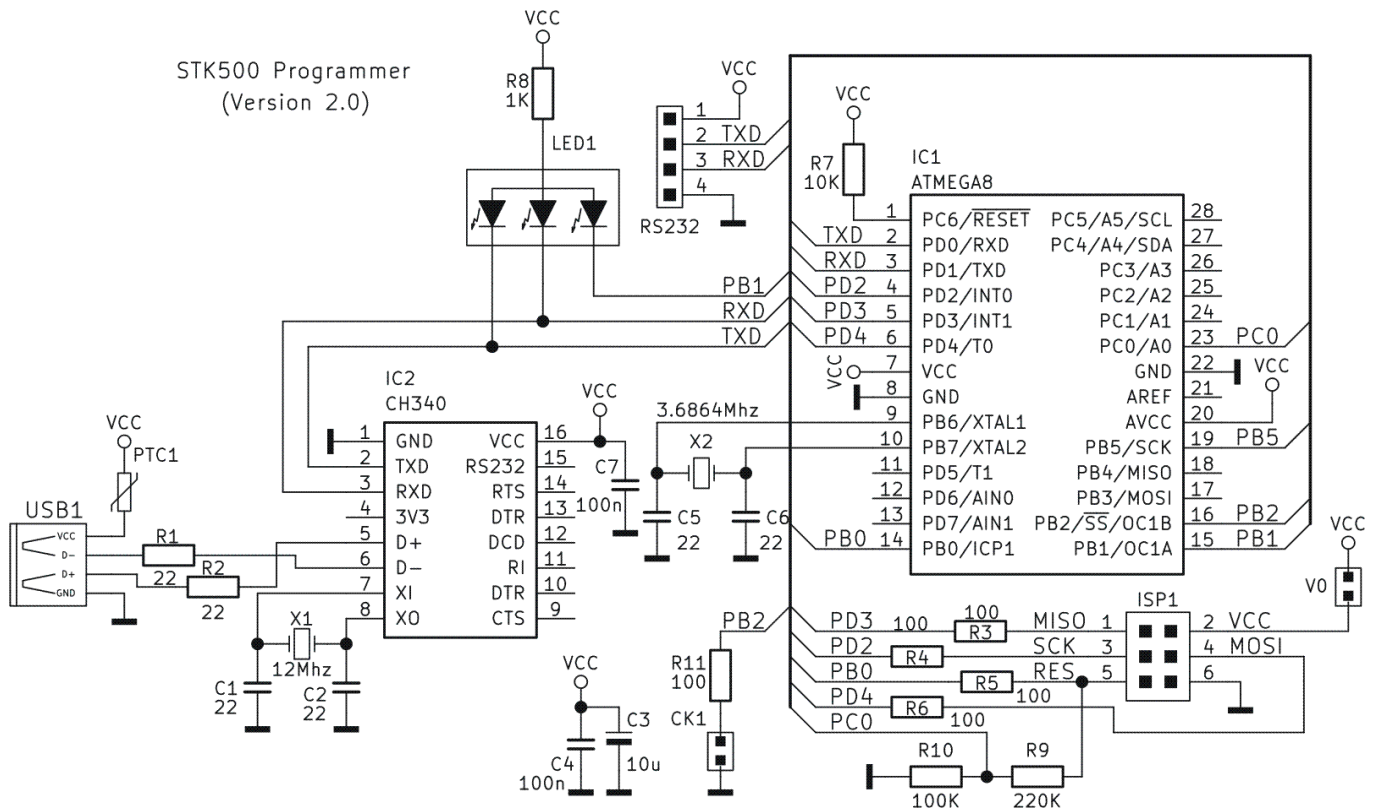 STK500 Programmer
(Version 2.0)
VCC
R8
1K
LED1
VCC
RS232
1
2 TXD
3 RXD
4
VCC
R7
10K
IC1
ATMEGA8
1 PC6/RESET
TXD 2 PD0/RXD
RXD 3 PD1/TXD
PB1 PD2 4 PD2/INT0
RXD PD3 5 PD3/INT1
TXD PD4 6 PD4/T0
VCC 7 VCC
8 GND
9 PB6/XTAL1
10 PB7/XTAL2
11 PD5/T1
12 PD6/AIN0
13 PD7/AIN1
PB0 14 PB0/ICP1
PC5/A5/SCL 28
PC4/A4/SDA 27
PC3/A3 26
PC2/A2 25
PC1/A1 24
PC0/A0 23 PC0
GND 22
AREF 21
AVCC 20
VCC
PB5/SCK 19 PB5
PB4/MISO 18
PB3/MOSI 17
PB2/SS/OC1B 16 PB2
PB1/OC1A 15 PB1
3.6864Mhz
X2
C5
22
C6
22
IC2
CH340
1 GND
2 TXD
3 RXD
4 3V3
5 D+
6 D-
7 XI
8 XO
VCC 16
RS232 15
RTS 14
DTR 13
DCD 12
RI 11
DTR 10
CTS 9
VCC
C7
100n
VCC
PTC1
USB1
VCC
D-
D+
GND
R1
22
R2
22
X1
12Mhz
C1
22
C2
22
VCC
C3
10u
C4
100n
PB2
R11
100
CK1
PD3 100 R3 100 MISO 1
PD2 R4 SCK 3
PB0 R5 100 RES 5
PD4 R6 100
PC0
ISP1
2 VCC
4 MOSI
6
VCC
V0
R10
100K
R9
220K